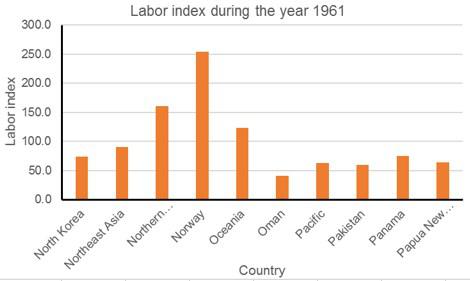 Labor index during the year 1961
300.0
250.0
200.0
150.0
100.0
50.0
0.0
Labor index
North Korea
Northeast Asia
Northern...
Norway
Oceania
Oman
Pacific
Pakistan
Panama
Papua New...
Country